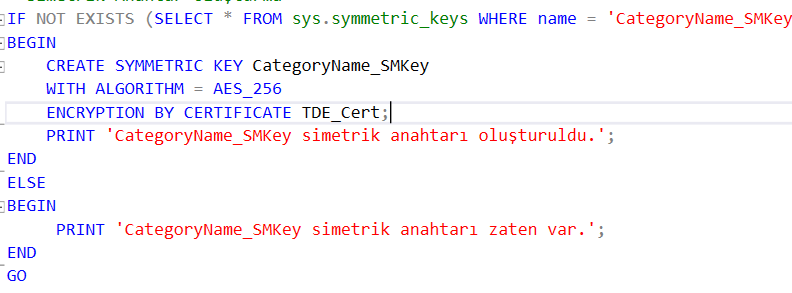 IF NOT EXISTS (SELECT * FROM sys.symmetric_keys WHERE name = 'CategoryName_SMKey
BEGIN
CREATE SYMMETRIC KEY CategoryName_SMKey
WITH ALGORITHM = AES_256
ENCRYPTION BY CERTIFICATE TDE_Cert;
PRINT 'CategoryName_SMKey simetrik anahtarı oluşturuldu.';
END
ELSE
BEGIN
PRINT 'CategoryName_SMKey simetrik anahtarı zaten var.';
END
GO